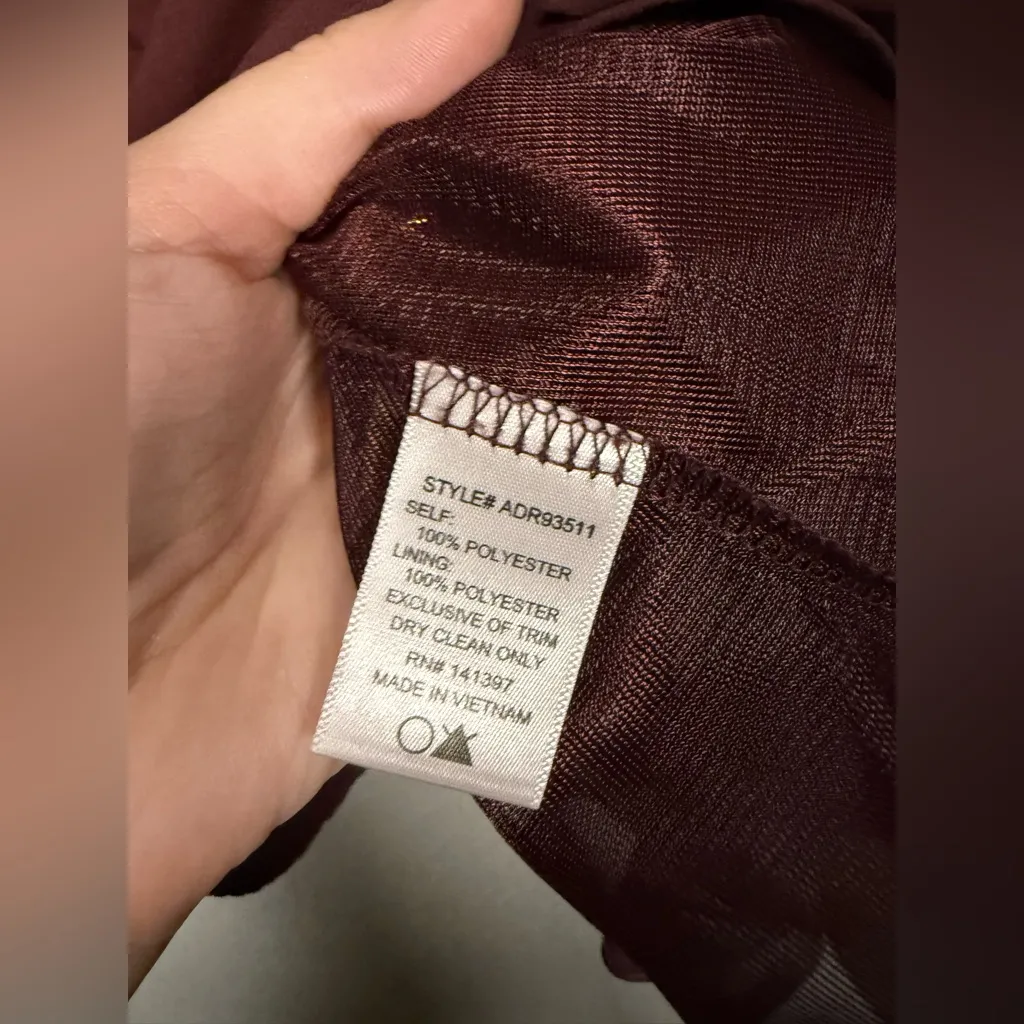 STYLE# ADR93511
SELF:
100% POLYESTER
LINING:
100% POLYESTER
EXCLUSIVE OF TRIM
DRY CLEAN ONLY
RN# 141397
MADE IN VIETNAM